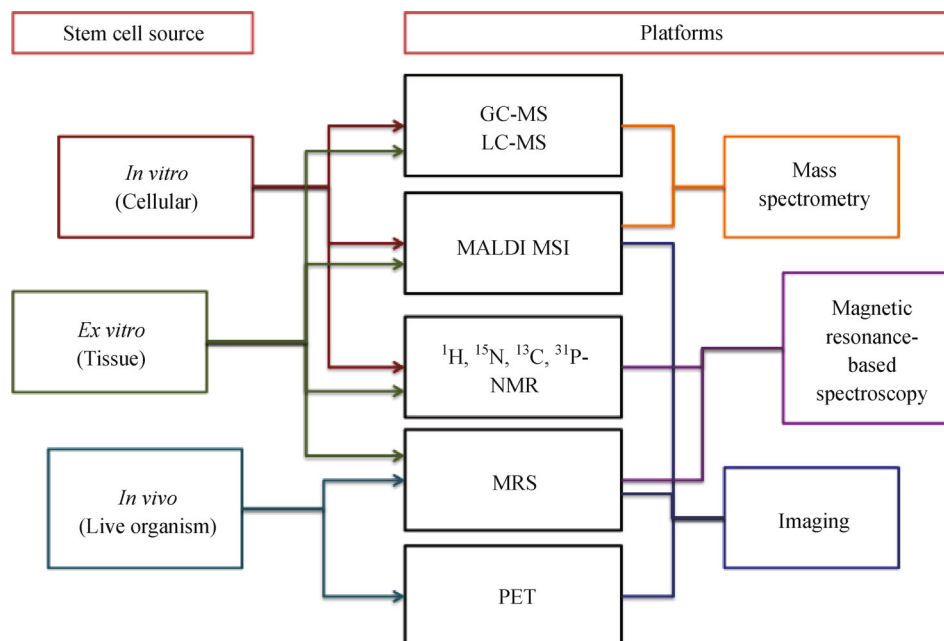 Stem cell source
Platforms
GC-MS
LC-MS
In vitro
(Cellular)
Mass
spectrometry
MALDI MSI
Ex vitro
(Tissue)
¹H, ¹⁵N, ¹³C, ³¹P-
NMR
Magnetic
resonance-
based
spectroscopy
MRS
In vivo
(Live organism)
Imaging
PET